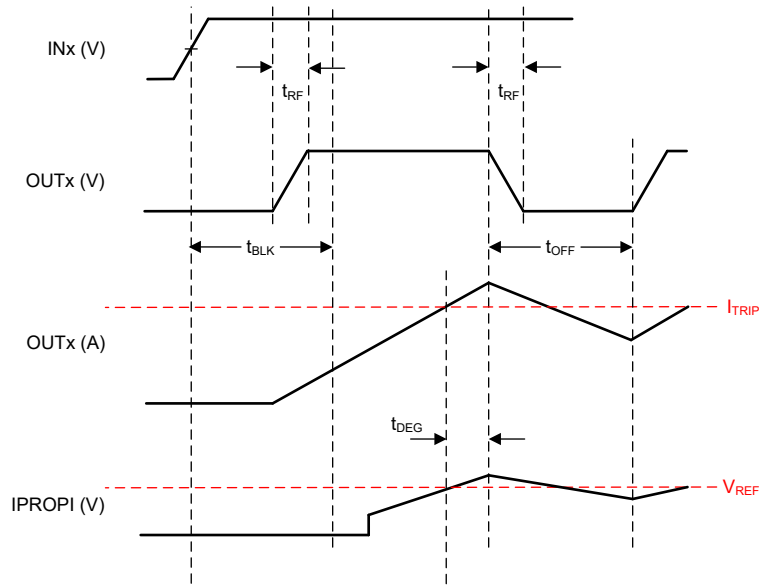 INx (V)
tRF
tRF
OUTx (V)
tBLK
tOFF
ITRIP
OUTx (A)
tDEG
VREF
IPROPI (V)